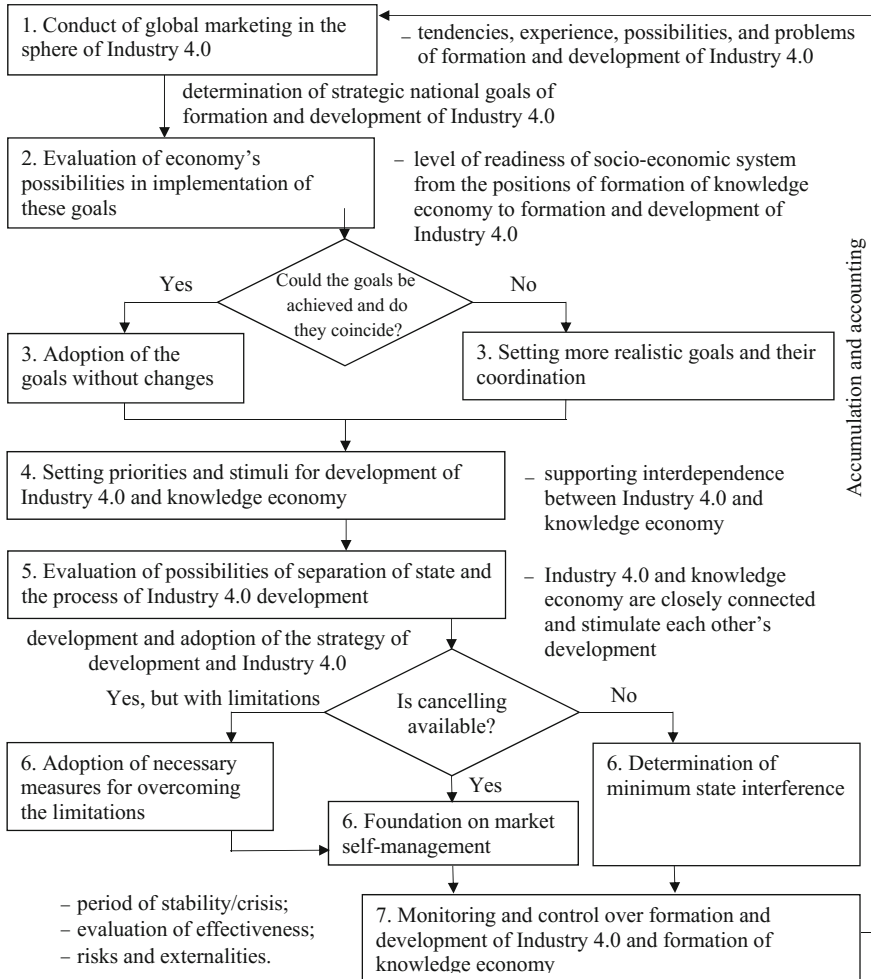 1. Conduct of global marketing in the
sphere of Industry 4.0
– tendencies, experience, possibilities, and problems
of formation and development of Industry 4.0
determination of strategic national goals of
formation and development of Industry 4.0
2. Evaluation of economy's
possibilities in implementation of
these goals
– level of readiness of socio-economic system
from the positions of formation of knowledge
economy to formation and development of
Industry 4.0
Yes
Could the goals be
achieved and do
they coincide?
No
3. Adoption of the
goals without changes
3. Setting more realistic goals and their
coordination
Accumulation and accounting
4. Setting priorities and stimuli for development of
Industry 4.0 and knowledge economy
– supporting interdependence
between Industry 4.0 and
knowledge economy
5. Evaluation of possibilities of separation of state and
the process of Industry 4.0 development
– Industry 4.0 and knowledge
economy are closely connected
and stimulate each other's
development
development and adoption of the strategy of
development and Industry 4.0
Yes, but with limitations
Is cancelling
available?
No
6. Adoption of necessary
measures for overcoming
the limitations
Yes
6. Foundation on market
self-management
6. Determination of
minimum state interference
– period of stability/crisis;
– evaluation of effectiveness;
– risks and externalities.
7. Monitoring and control over formation and
development of Industry 4.0 and formation of
knowledge economy